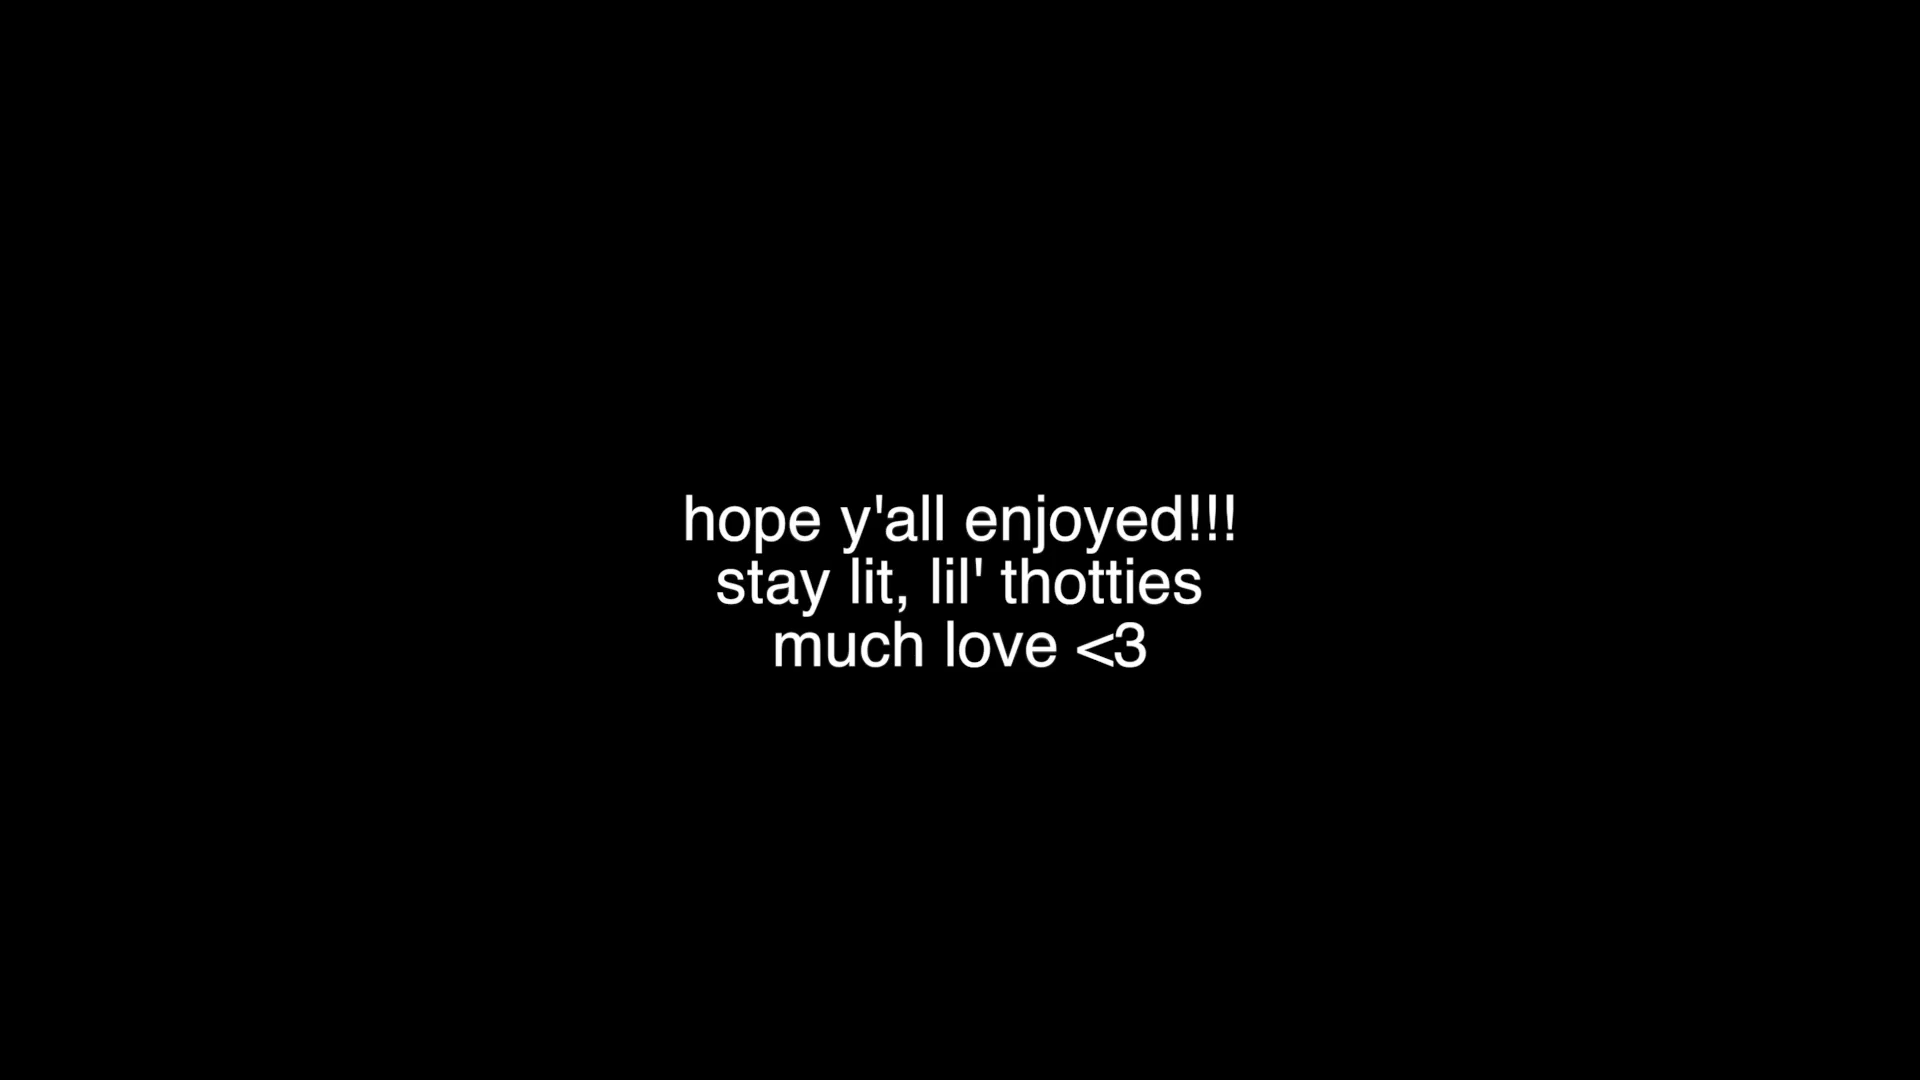 hope y'all enjoyed!!!
stay lit, lil' thotties
much love <3